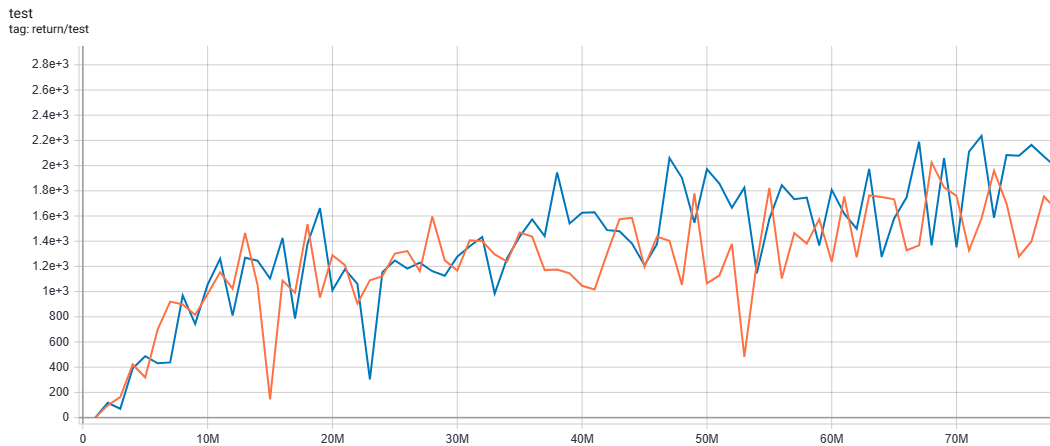 test
tag: return/test
2.8e+3
2.6e+3
2.4e+3
2.2e+3
2e+3
1.8e+3
1.6e+3
1.4e+3
1.2e+3
1e+3
800
600
400
200
0
0 10M 20M 30M 40M 50M 60M 70M